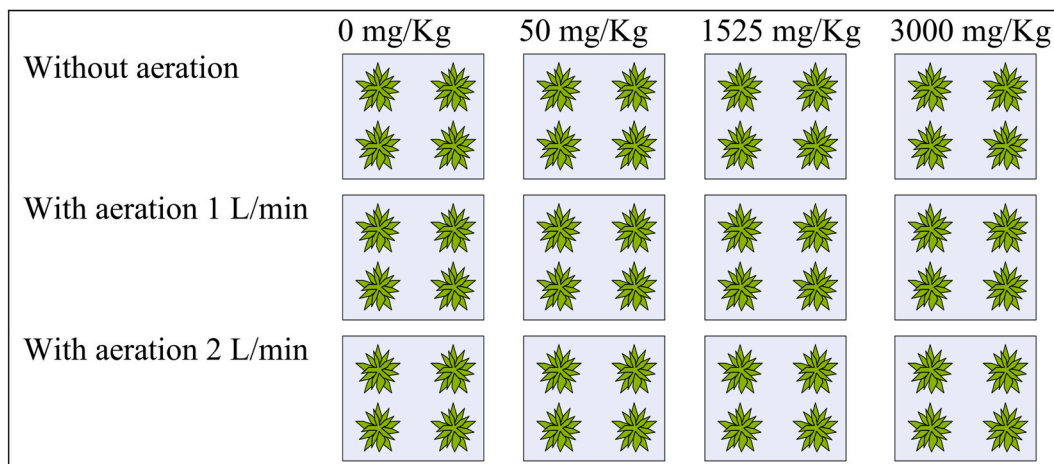 0 mg/Kg 50 mg/Kg 1525 mg/Kg 3000 mg/Kg
Without aeration
With aeration 1 L/min
With aeration 2 L/min